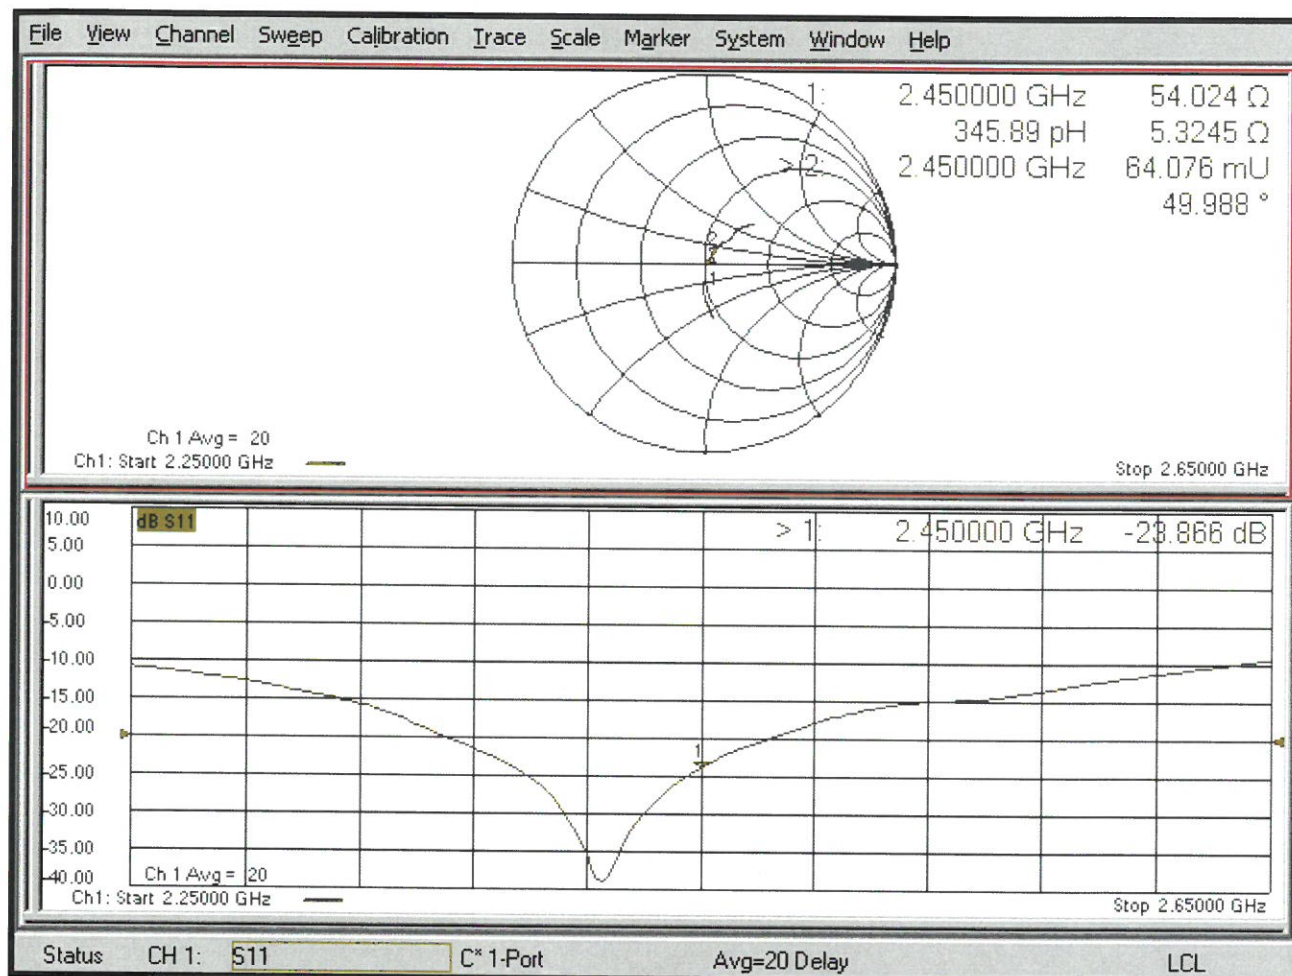 File View Channel Sweep Calibration Trace Scale Marker System Window Help
1: 2.450000 GHz 54.024 Ω
345.89 pH 5.3245 Ω
> 2: 2.450000 GHz 64.076 mU
49.988 °
2
1
Ch 1 Avg = 20
Ch1: Start 2.25000 GHz
Stop 2.65000 GHz
10.00
dB S11
> 1: 2.450000 GHz -23.866 dB
5.00
0.00
-5.00
-10.00
-15.00
-20.00
1
-25.00
-30.00
-35.00
-40.00
Ch 1 Avg = 20
Ch1: Start 2.25000 GHz
Stop 2.65000 GHz
Status CH 1: S11 C* 1-Port Avg=20 Delay LCL